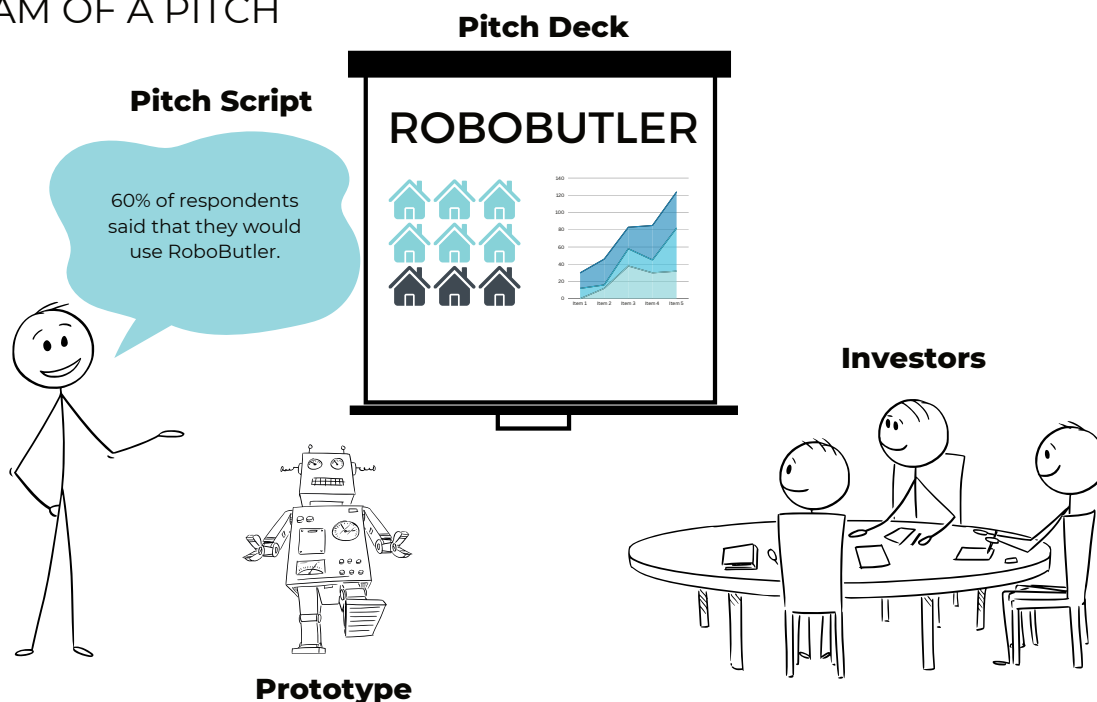 AM OF A PITCH
Pitch Deck
Pitch Script
ROBOBUTLER
60% of respondents
said that they would
use RoboButler.
140
120
100
80
60
40
20
0
Item 1 Item 2 Item 3 Item 4 Item 5
Investors
Prototype